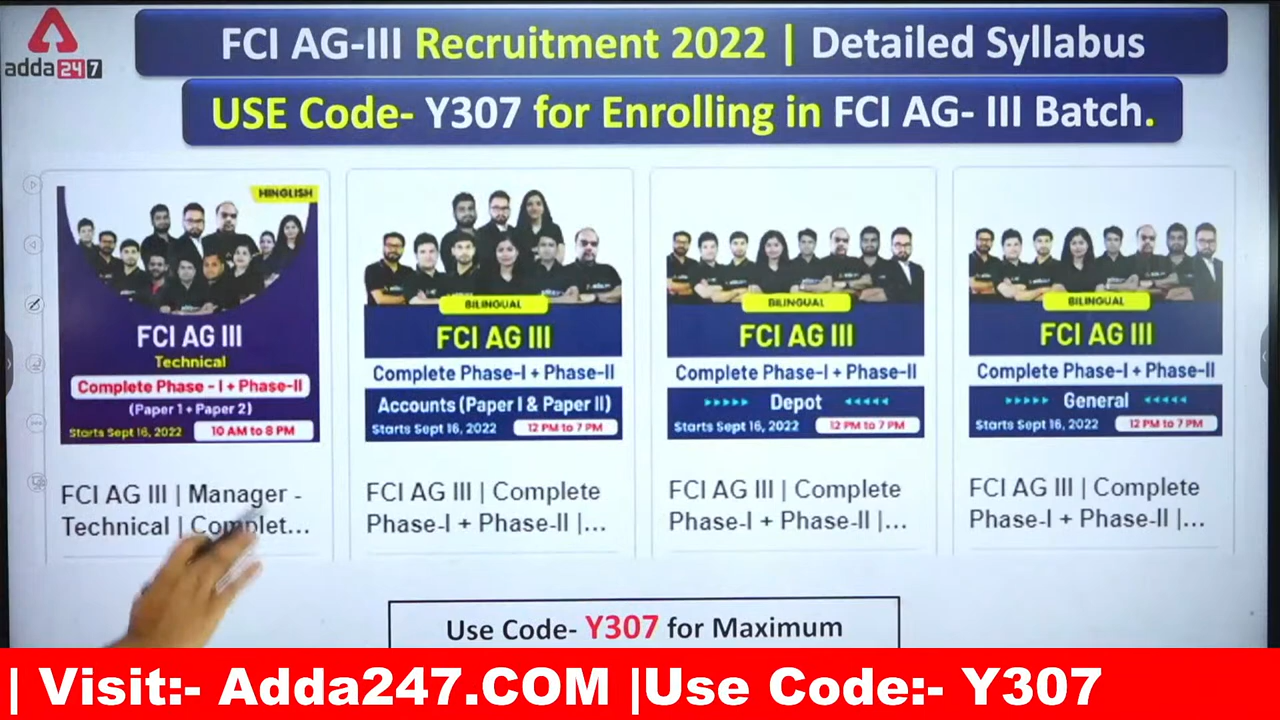 adda247
FCI AG-III Recruitment 2022 | Detailed Syllabus
USE Code- Y307 for Enrolling in FCI AG- III Batch.
HINGLISH
FCI AG III
Technical
Complete Phase - I + Phase-II
(Paper 1 + Paper 2)
Starts Sept 16, 2022
10 AM to 8 PM
FCI AG III | Manager -
Technical | Complet...
BILINGUAL
FCI AG III
Complete Phase-I + Phase-II
Accounts (Paper I & Paper II)
Starts Sept 16, 2022
12 PM to 7 PM
FCI AG III | Complete
Phase-I + Phase-II |...
BILINGUAL
FCI AG III
Complete Phase-I + Phase-II
Depot
Starts Sept 16, 2022
12 PM to 7 PM
FCI AG III | Complete
Phase-I + Phase-II |...
BILINGUAL
FCI AG III
Complete Phase-I + Phase-II
General
Starts Sept 16, 2022
12 PM to 7 PM
FCI AG III | Complete
Phase-I + Phase-II |...
Use Code- Y307 for Maximum
| Visit:- Adda247.COM |Use Code:- Y307